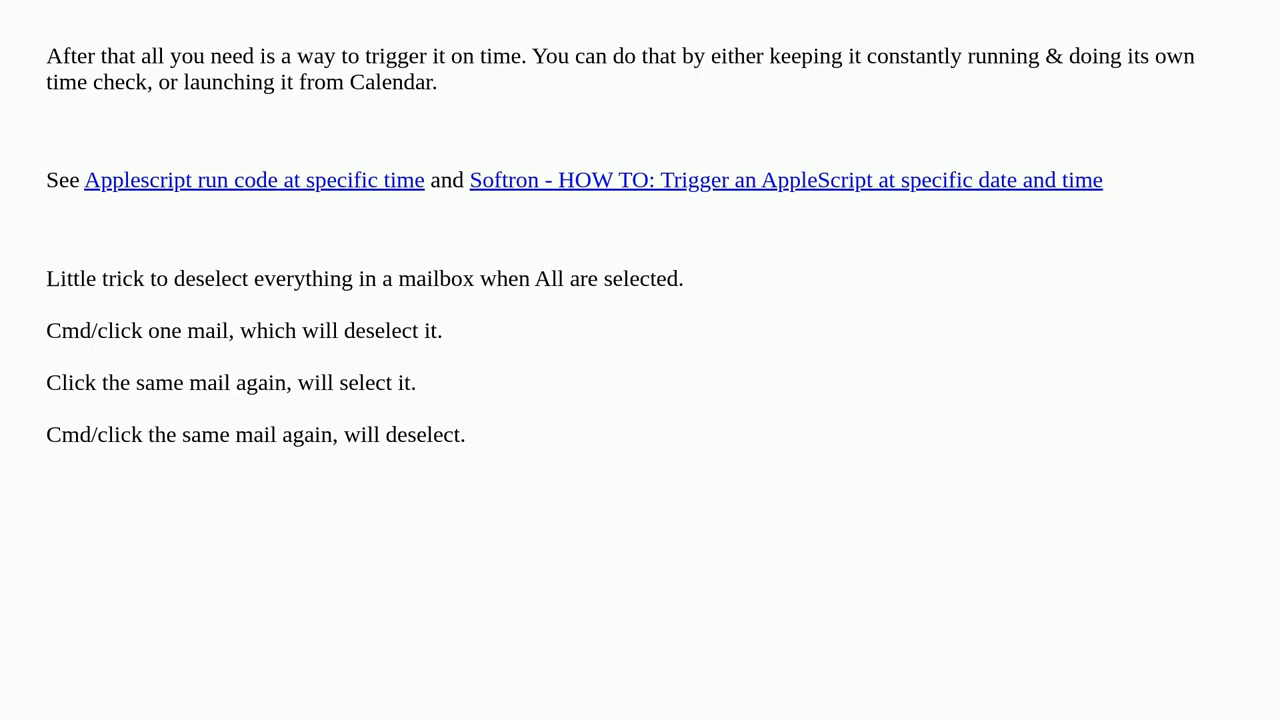 After that all you need is a way to trigger it on time. You can do that by either keeping it constantly running & doing its own
time check, or launching it from Calendar.
See Applescript run code at specific time and Softron - HOW TO: Trigger an AppleScript at specific date and time
Little trick to deselect everything in a mailbox when All are selected.
Cmd/click one mail, which will deselect it.
Click the same mail again, will select it.
Cmd/click the same mail again, will deselect.